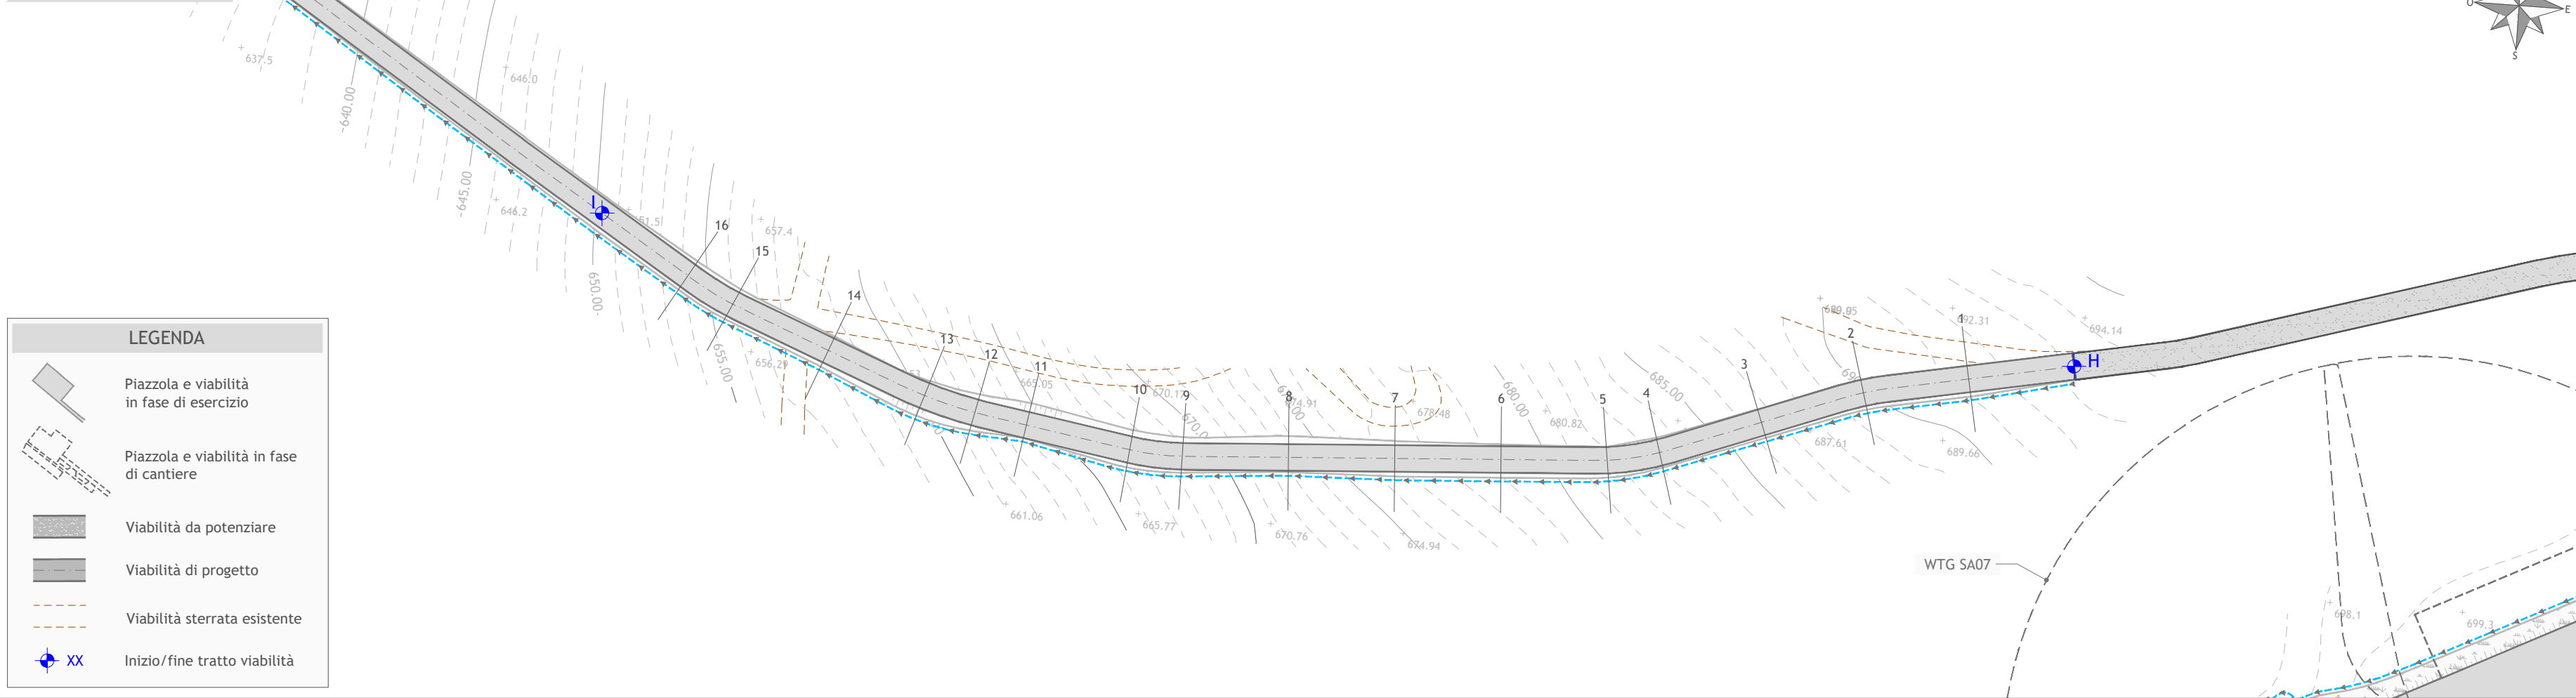 O
E
S
637.5
646.0
-640.00-
-645.00
646.2
I
16
657.4
15
650.00-
655.00
656.29
14
13
12
11
665.05
10
9
8
7
6
5
4
3
2
1
670.0
661.06
665.77
670.76
674.94
678.48
680.00
680.82
685.00
687.61
689.66
692.31
694.14
H
WTG SA07
698.1
699.3
LEGENDA
Piazzola e viabilità
in fase di esercizio
Piazzola e viabilità in fase
di cantiere
Viabilità da potenziare
Viabilità di progetto
Viabilità sterrata esistente
XX Inizio/fine tratto viabilità